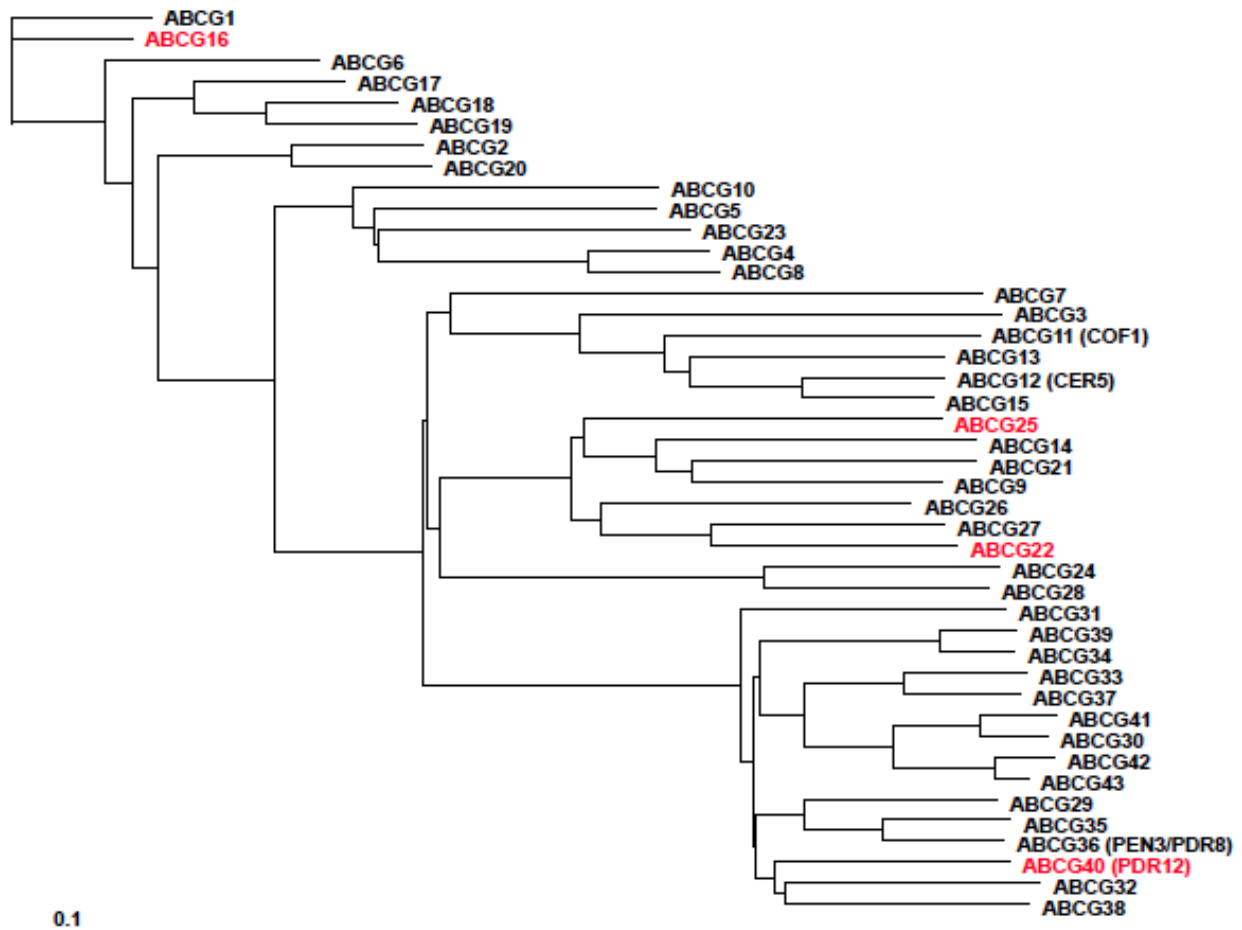 ABCG1
ABCG16
ABCG6
ABCG17
ABCG18
ABCG19
ABCG2
ABCG20
ABCG10
ABCG5
ABCG23
ABCG4
ABCG8
ABCG7
ABCG3
ABCG11 (COF1)
ABCG13
ABCG12 (CER5)
ABCG15
ABCG25
ABCG14
ABCG21
ABCG9
ABCG26
ABCG27
ABCG22
ABCG24
ABCG28
ABCG31
ABCG39
ABCG34
ABCG33
ABCG37
ABCG41
ABCG30
ABCG42
ABCG43
ABCG29
ABCG35
ABCG36 (PEN3/PDR8)
ABCG40 (PDR12)
ABCG32
ABCG38
0.1